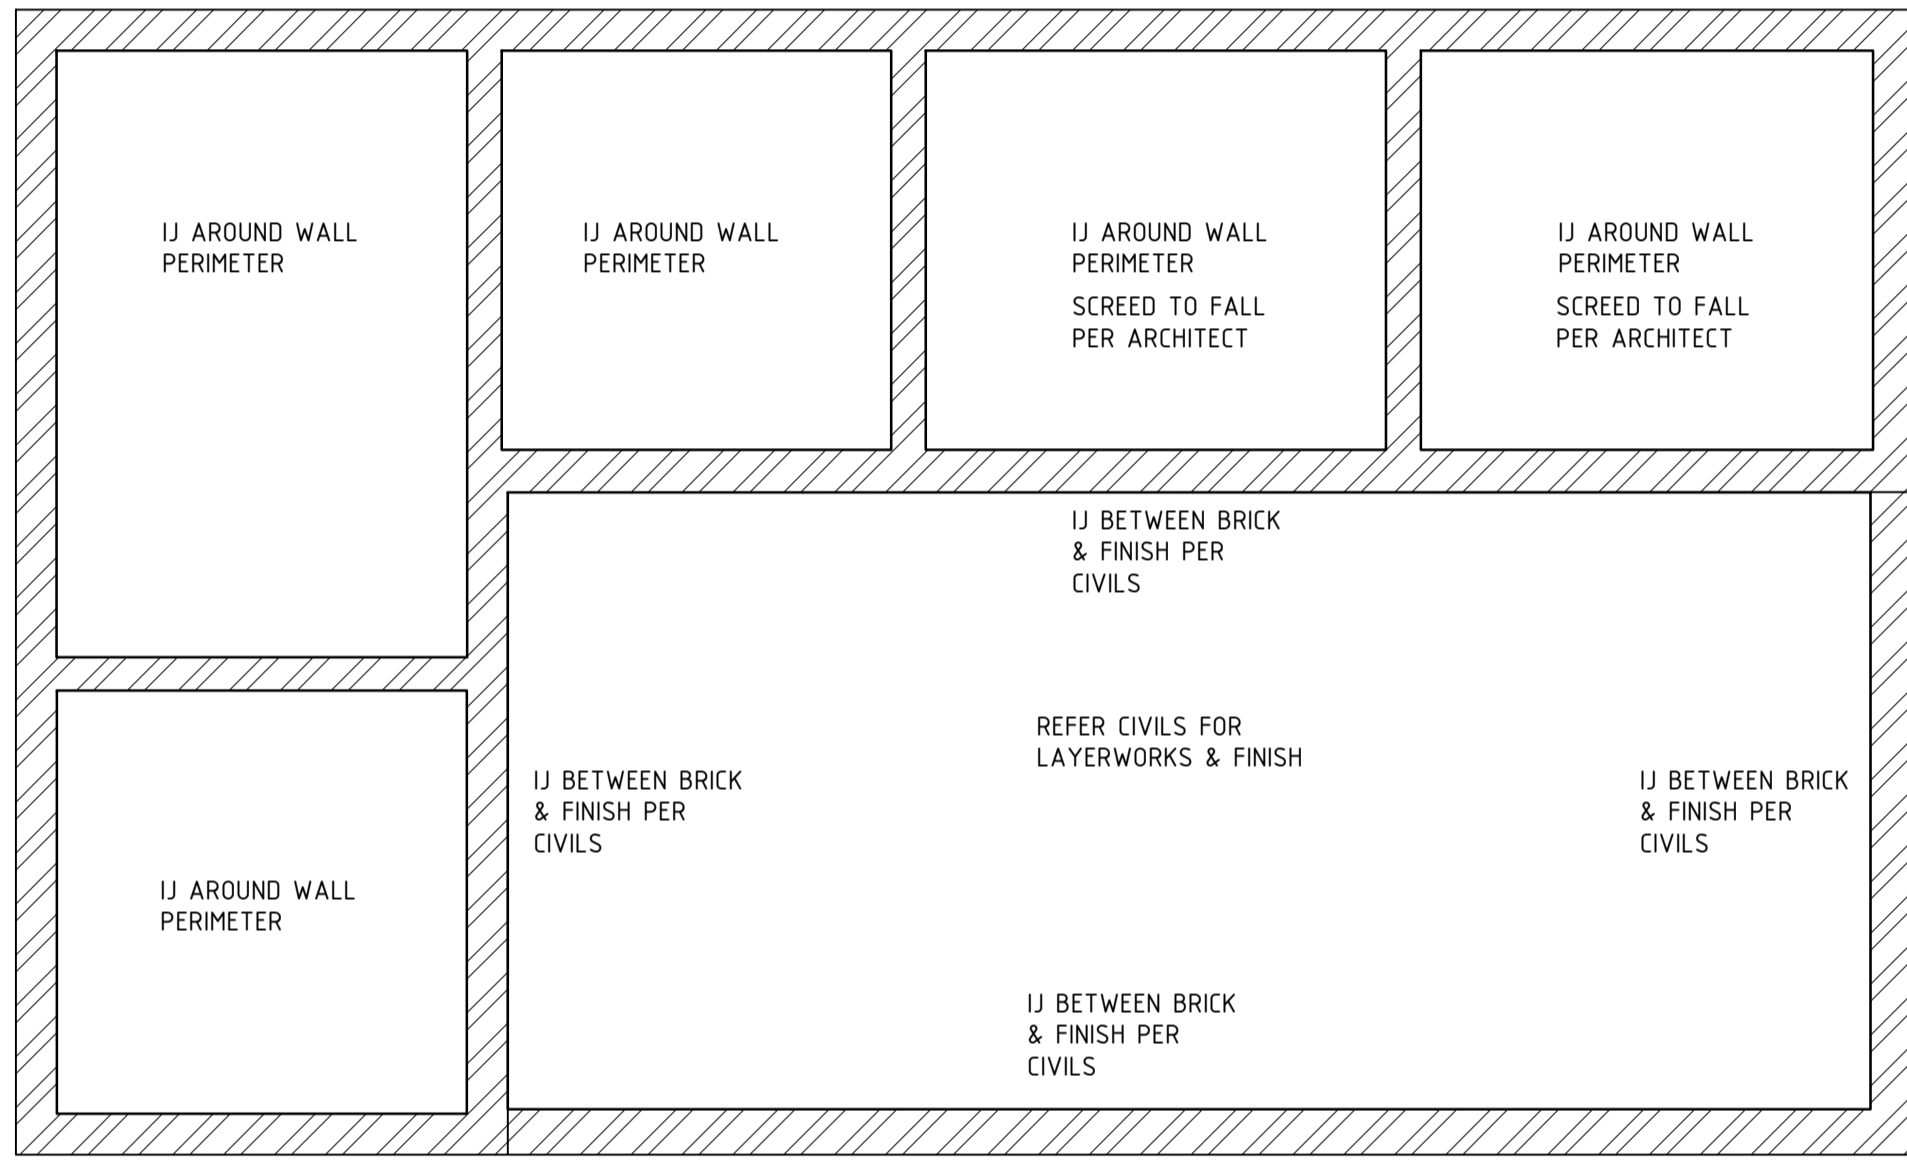 IJ AROUND WALL
PERIMETER
IJ AROUND WALL
PERIMETER
IJ AROUND WALL
PERIMETER
SCREED TO FALL
PER ARCHITECT
IJ AROUND WALL
PERIMETER
SCREED TO FALL
PER ARCHITECT
IJ BETWEEN BRICK
& FINISH PER
CIVILS
REFER CIVILS FOR
LAYERWORKS & FINISH
IJ BETWEEN BRICK
& FINISH PER
CIVILS
IJ BETWEEN BRICK
& FINISH PER
CIVILS
IJ AROUND WALL
PERIMETER
IJ BETWEEN BRICK
& FINISH PER
CIVILS